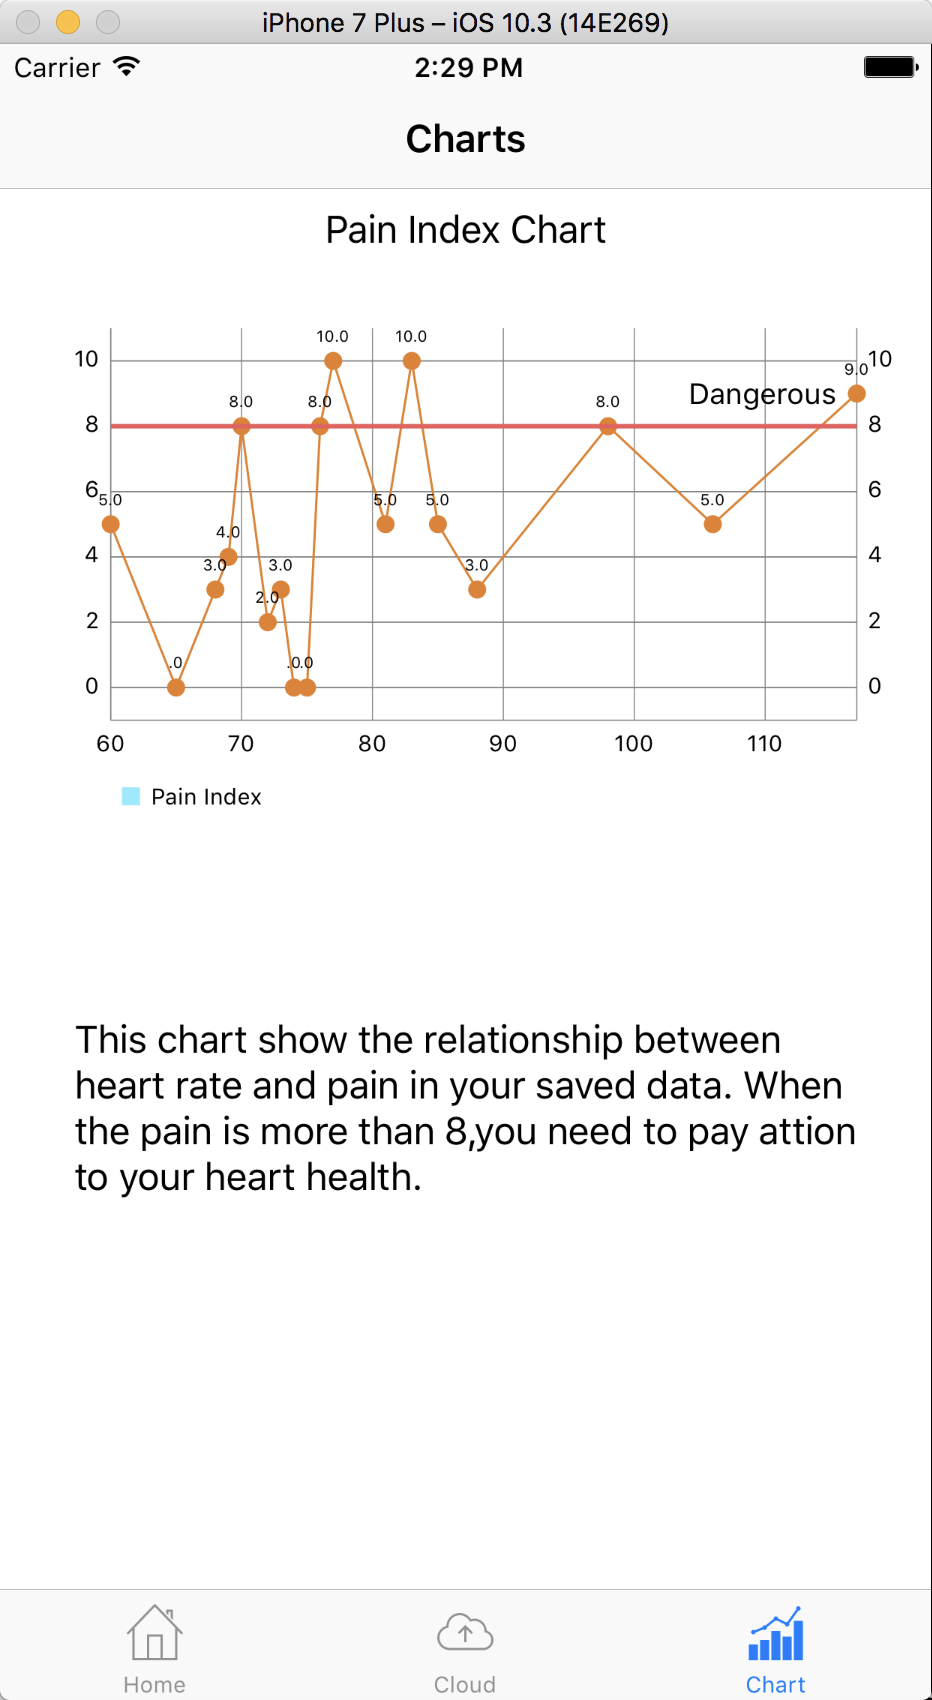 iPhone 7 Plus – iOS 10.3 (14E269)
Carrier 2:29 PM
Charts
Pain Index Chart
10.0 10.0
10 10
9.0
Dangerous
8.0 8.0 8.0
8 8
6 6
5.0 5.0 5.0 5.0
4.0
4 4
3.0 3.0 3.0
2.0
2 2
.0 .0.0
0 0
60 70 80 90 100 110
Pain Index
This chart show the relationship between
heart rate and pain in your saved data. When
the pain is more than 8,you need to pay attion
to your heart health.
Home Cloud Chart